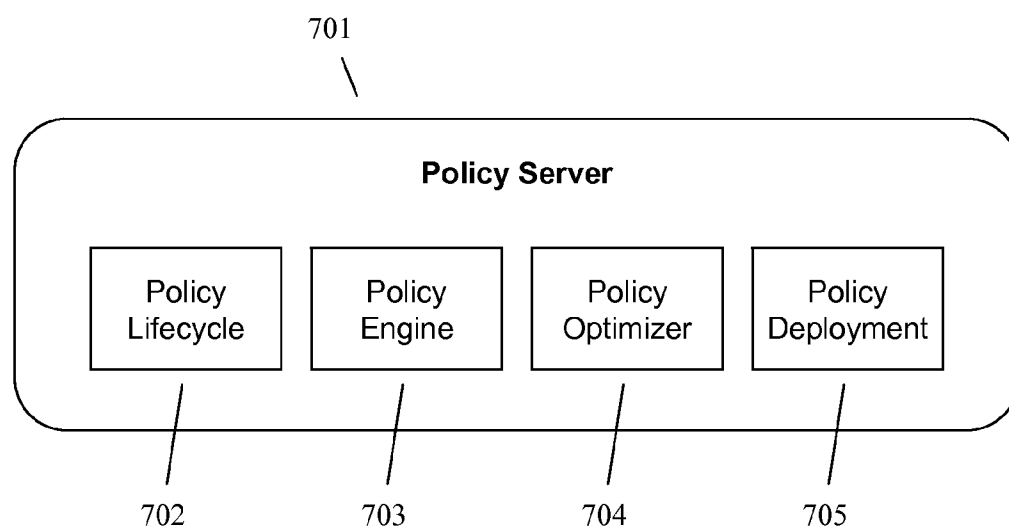 701
Policy Server
Policy
Lifecycle
Policy
Engine
Policy
Optimizer
Policy
Deployment
702
703
704
705